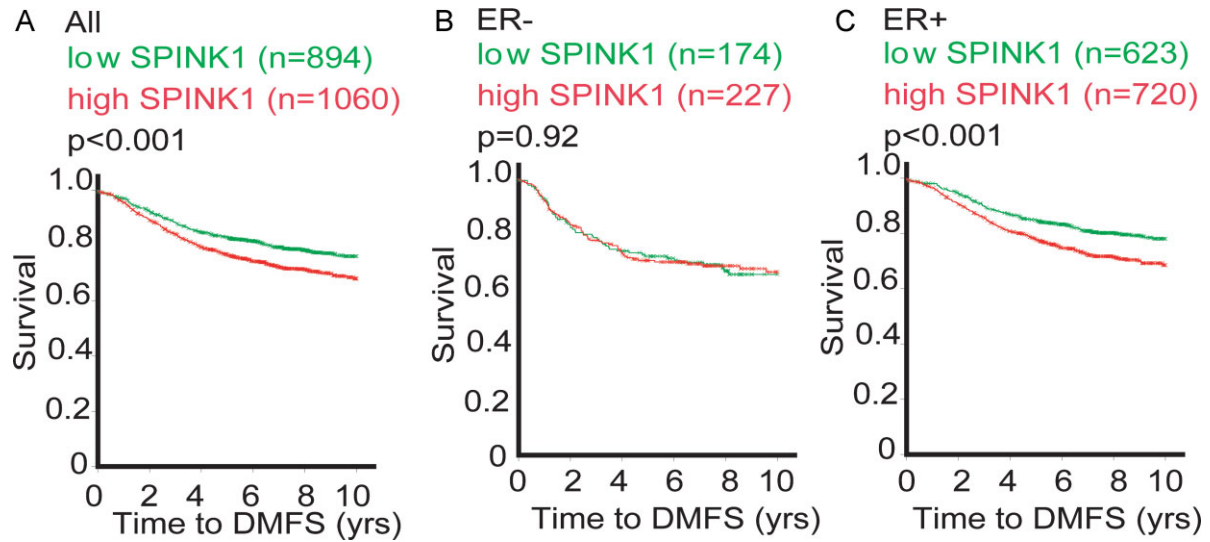 A All
low SPINK1 (n=894)
high SPINK1 (n=1060)
p<0.001
1.0
0.8
0.6
0.4
0.2
0
Survival
0 2 4 6 8 10
Time to DMFS (yrs)
B ER-
low SPINK1 (n=174)
high SPINK1 (n=227)
p=0.92
1.0
0.8
0.6
0.4
0.2
0
Survival
0 2 4 6 8 10
Time to DMFS (yrs)
C ER+
low SPINK1 (n=623)
high SPINK1 (n=720)
p<0.001
1.0
0.8
0.6
0.4
0.2
0
Survival
0 2 4 6 8 10
Time to DMFS (yrs)